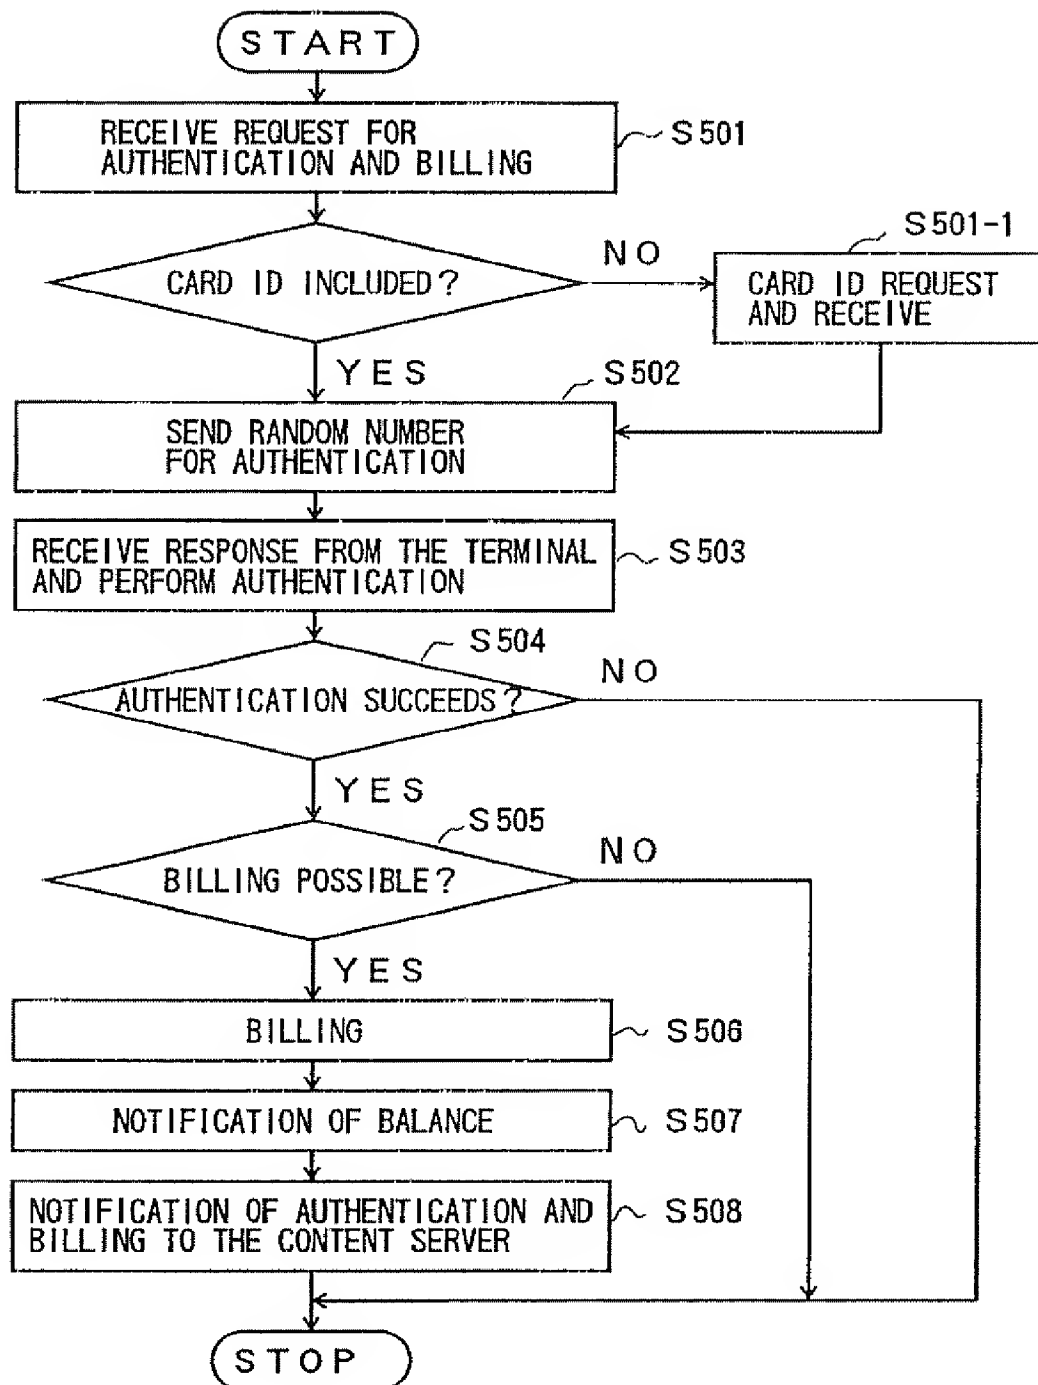 START
RECEIVE REQUEST FOR
AUTHENTICATION AND BILLING
S501
CARD ID INCLUDED?
NO
S501-1
CARD ID REQUEST
AND RECEIVE
YES
S502
SEND RANDOM NUMBER
FOR AUTHENTICATION
RECEIVE RESPONSE FROM THE TERMINAL
AND PERFORM AUTHENTICATION
S503
S504
AUTHENTICATION SUCCEEDS?
NO
YES
S505
BILLING POSSIBLE?
NO
YES
BILLING
S506
NOTIFICATION OF BALANCE
S507
NOTIFICATION OF AUTHENTICATION AND
BILLING TO THE CONTENT SERVER
S508
STOP